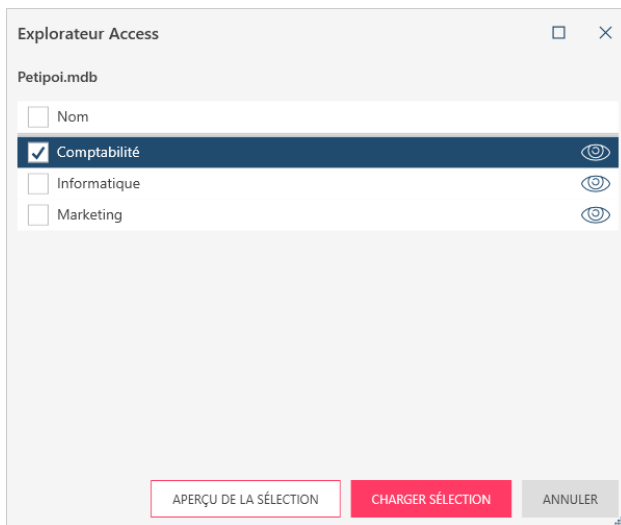 Explorateur Access
Petipoi.mdb
Nom
Comptabilité
Informatique
Marketing
APERÇU DE LA SÉLECTION CHARGER SÉLECTION ANNULER